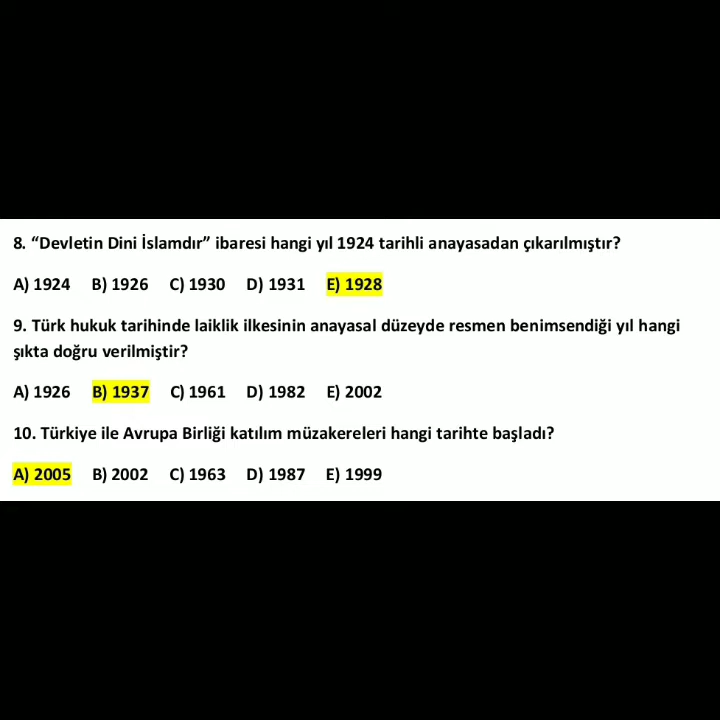 8. “Devletin Dini İslamdır” ibaresi hangi yıl 1924 tarihli anayasadan çıkarılmıştır?
A) 1924 B) 1926 C) 1930 D) 1931 E) 1928
9. Türk hukuk tarihinde laiklik ilkesinin anayasal düzeyde resmen benimsendiği yıl hangi
şıkta doğru verilmiştir?
A) 1926 B) 1937 C) 1961 D) 1982 E) 2002
10. Türkiye ile Avrupa Birliği katılım müzakereleri hangi tarihte başladı?
A) 2005 B) 2002 C) 1963 D) 1987 E) 1999